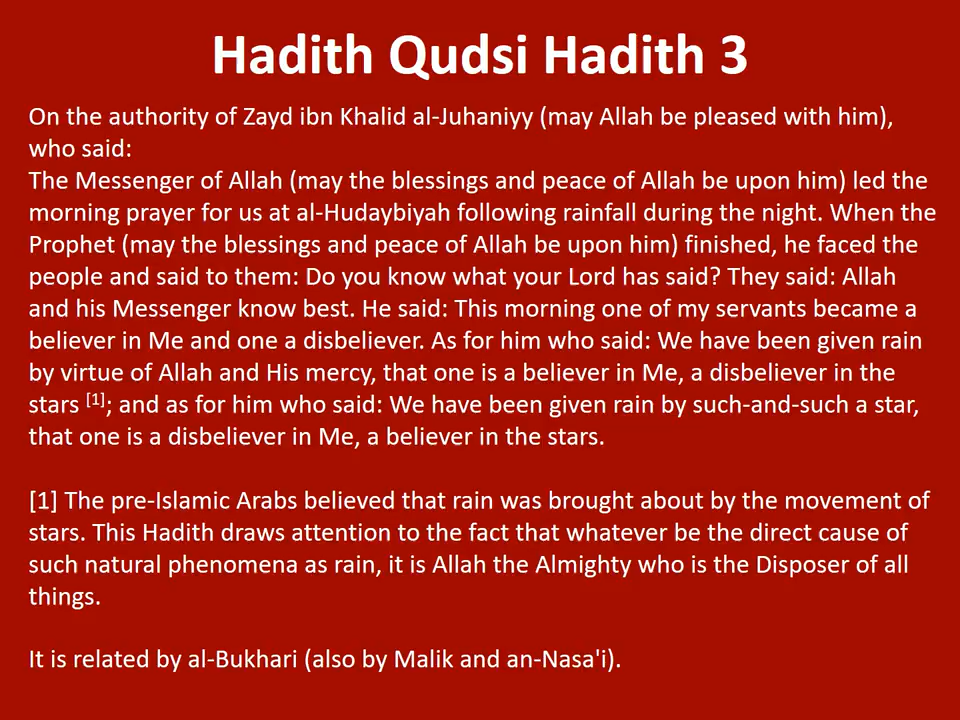 Hadith Qudsi Hadith 3
On the authority of Zayd ibn Khalid al-Juhaniyy (may Allah be pleased with him),
who said:
The Messenger of Allah (may the blessings and peace of Allah be upon him) led the
morning prayer for us at al-Hudaybiyah following rainfall during the night. When the
Prophet (may the blessings and peace of Allah be upon him) finished, he faced the
people and said to them: Do you know what your Lord has said? They said: Allah
and his Messenger know best. He said: This morning one of my servants became a
believer in Me and one a disbeliever. As for him who said: We have been given rain
by virtue of Allah and His mercy, that one is a believer in Me, a disbeliever in the
stars [1]; and as for him who said: We have been given rain by such-and-such a star,
that one is a disbeliever in Me, a believer in the stars.
[1] The pre-Islamic Arabs believed that rain was brought about by the movement of
stars. This Hadith draws attention to the fact that whatever be the direct cause of
such natural phenomena as rain, it is Allah the Almighty who is the Disposer of all
things.
It is related by al-Bukhari (also by Malik and an-Nasa'i).